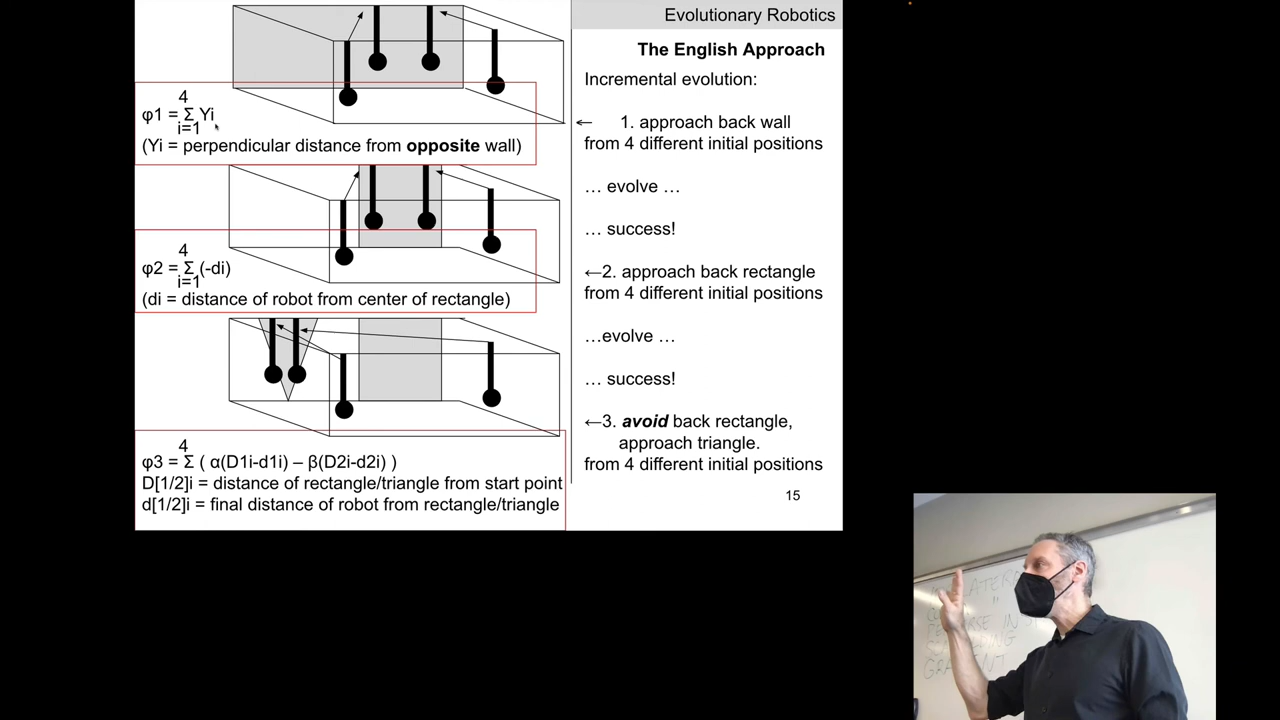 Evolutionary Robotics
The English Approach
Incremental evolution:
← 1. approach back wall
from 4 different initial positions
… evolve …
… success!
←2. approach back rectangle
from 4 different initial positions
…evolve …
… success!
←3. avoid back rectangle,
approach triangle.
from 4 different initial positions
15
4
φ1 = Σ Yi
i=1
(Yi = perpendicular distance from opposite wall)
4
φ2 = Σ (-di)
i=1
(di = distance of robot from center of rectangle)
4
φ3 = Σ ( α(D1i-d1i) – β(D2i-d2i) )
D[1/2]i = distance of rectangle/triangle from start point
d[1/2]i = final distance of robot from rectangle/triangle